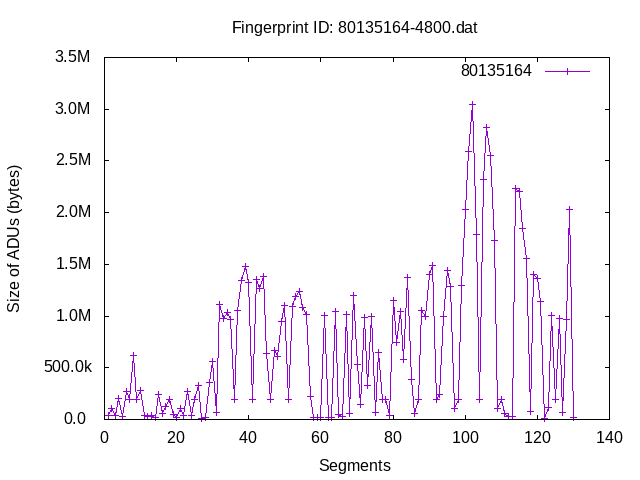 Fingerprint ID: 80135164-4800.dat
80135164
3.5M
3.0M
2.5M
2.0M
1.5M
1.0M
500.0k
0.0
Size of ADUs (bytes)
0 20 40 60 80 100 120 140
Segments